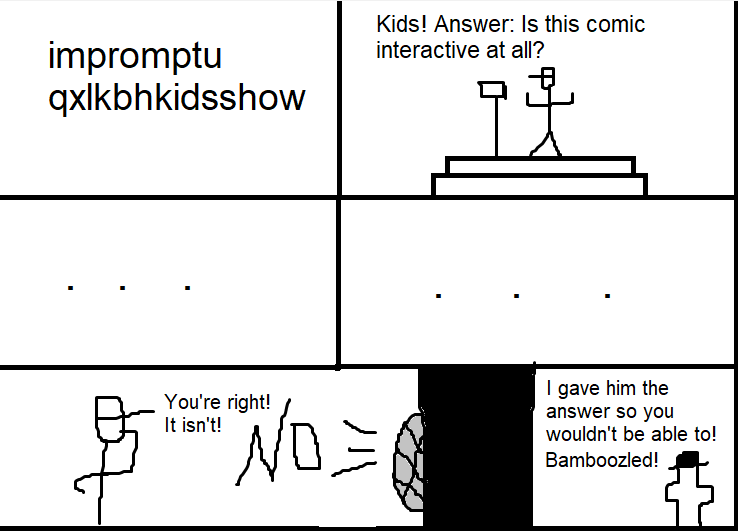 impromptu
qxlkbhkidsshow
Kids! Answer: Is this comic
interactive at all?
. . .
. . .
You're right!
It isn't!
NO
I gave him the
answer so you
wouldn't be able to!
Bamboozled!